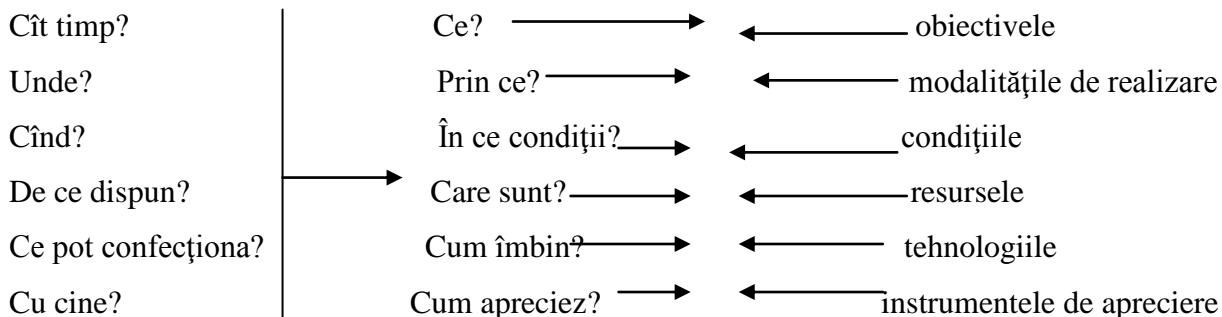 Cît timp? Ce? obiectivele
Unde? Prin ce? modalităţile de realizare
Cînd? În ce condiţii? condiţiile
De ce dispun? Care sunt? resursele
Ce pot confecţiona? Cum îmbin? tehnologiile
Cu cine? Cum apreciez? instrumentele de apreciere